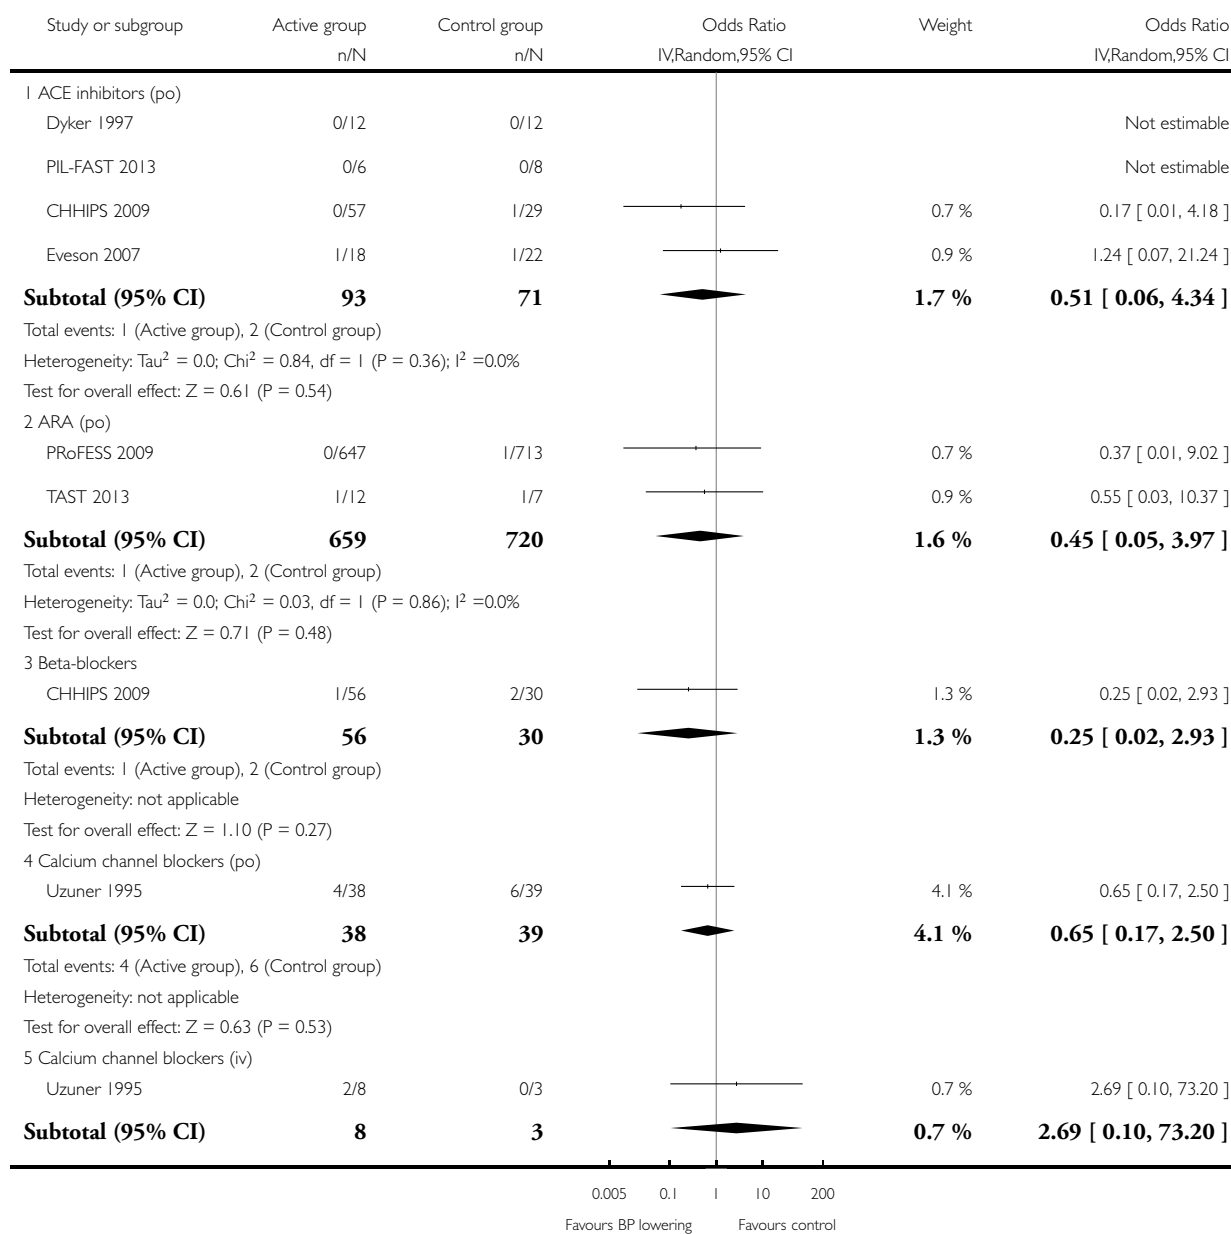 Study or subgroup Active group Control group Odds Ratio Weight Odds Ratio
n/N n/N IV,Random,95% CI IV,Random,95% CI
1 ACE inhibitors (po)
Dyker 1997 0/12 0/12 Not estimable
PIL-FAST 2013 0/6 0/8 Not estimable
CHHIPS 2009 0/57 1/29 0.7 % 0.17 [ 0.01, 4.18 ]
Eveson 2007 1/18 1/22 0.9 % 1.24 [ 0.07, 21.24 ]
Subtotal (95% CI) 93 71 1.7 % 0.51 [ 0.06, 4.34 ]
Total events: 1 (Active group), 2 (Control group)
Heterogeneity: Tau² = 0.0; Chi² = 0.84, df = 1 (P = 0.36); I² =0.0%
Test for overall effect: Z = 0.61 (P = 0.54)
2 ARA (po)
PRoFESS 2009 0/647 1/713 0.7 % 0.37 [ 0.01, 9.02 ]
TAST 2013 1/12 1/7 0.9 % 0.55 [ 0.03, 10.37 ]
Subtotal (95% CI) 659 720 1.6 % 0.45 [ 0.05, 3.97 ]
Total events: 1 (Active group), 2 (Control group)
Heterogeneity: Tau² = 0.0; Chi² = 0.03, df = 1 (P = 0.86); I² =0.0%
Test for overall effect: Z = 0.71 (P = 0.48)
3 Beta-blockers
CHHIPS 2009 1/56 2/30 1.3 % 0.25 [ 0.02, 2.93 ]
Subtotal (95% CI) 56 30 1.3 % 0.25 [ 0.02, 2.93 ]
Total events: 1 (Active group), 2 (Control group)
Heterogeneity: not applicable
Test for overall effect: Z = 1.10 (P = 0.27)
4 Calcium channel blockers (po)
Uzuner 1995 4/38 6/39 4.1 % 0.65 [ 0.17, 2.50 ]
Subtotal (95% CI) 38 39 4.1 % 0.65 [ 0.17, 2.50 ]
Total events: 4 (Active group), 6 (Control group)
Heterogeneity: not applicable
Test for overall effect: Z = 0.63 (P = 0.53)
5 Calcium channel blockers (iv)
Uzuner 1995 2/8 0/3 0.7 % 2.69 [ 0.10, 73.20 ]
Subtotal (95% CI) 8 3 0.7 % 2.69 [ 0.10, 73.20 ]
0.005 0.1 1 10 200
Favours BP lowering Favours control